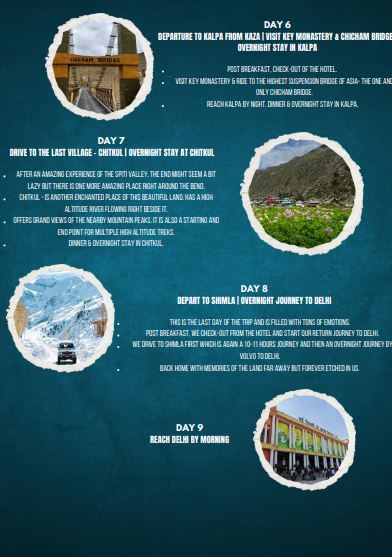 DAY 6
DEPARTURE TO KALPA FROM KAZA | VISIT KEY MONASTERY & CHICHAM BRIDGE
OVERNIGHT STAY IN KALPA
CHICHAM BRIDGE
• POST BREAKFAST, CHECK-OUT OF THE HOTEL.
• VISIT KEY MONASTERY & RIDE TO THE HIGHEST SUSPENSION BRIDGE OF ASIA- THE ONE AND
ONLY CHICHAM BRIDGE.
• REACH KALPA BY NIGHT. DINNER & OVERNIGHT STAY IN KALPA.
DAY 7
DRIVE TO THE LAST VILLAGE - CHITKUL | OVERNIGHT STAY AT CHITKUL
• AFTER AN AMAZING EXPERIENCE OF THE SPITI VALLEY, THE END MIGHT SEEM A BIT
LAZY BUT THERE IS ONE MORE AMAZING PLACE RIGHT AROUND THE BEND.
• CHITKUL - IS ANOTHER ENCHANTED PLACE OF THIS BEAUTIFUL LAND. HAS A HIGH
ALTITUDE RIVER FLOWING RIGHT BESIDE IT.
• OFFERS GRAND VIEWS OF THE NEARBY MOUNTAIN PEAKS. IT IS ALSO A STARTING AND
END POINT FOR MULTIPLE HIGH ALTITUDE TREKS.
• DINNER & OVERNIGHT STAY IN CHITKUL.
DAY 8
DEPART TO SHIMLA | OVERNIGHT JOURNEY TO DELHI
• THIS IS THE LAST DAY OF THE TRIP AND IS FILLED WITH TONS OF EMOTIONS.
• POST BREAKFAST, WE CHECK-OUT FROM THE HOTEL AND START OUR RETURN JOURNEY TO DELHI.
• WE DRIVE TO SHIMLA FIRST WHICH IS AGAIN A 10-11 HOURS JOURNEY AND THEN AN OVERNIGHT JOURNEY BY
VOLVO TO DELHI.
• BACK HOME WITH MEMORIES OF THE LAND FAR AWAY BUT FOREVER ETCHED IN US.
DAY 9
REACH DELHI BY MORNING